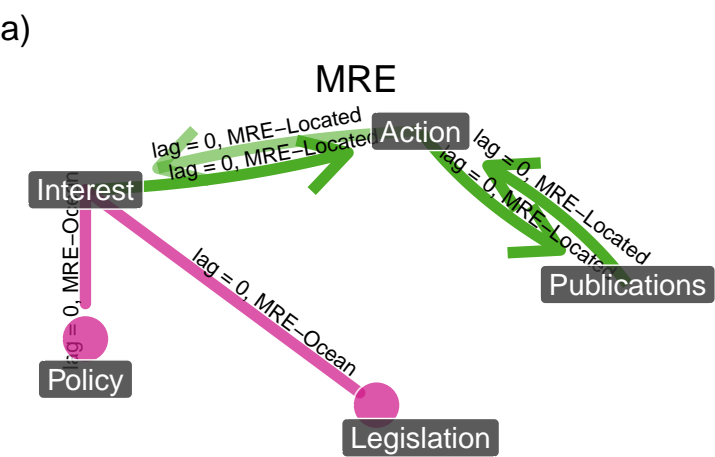 a)
MRE
lag = 0, MRE−Located
Action
lag = 0, MRE−Located
lag = 0, MRE−Located
lag = 0, MRE−Located
Interest
lag = 0, MRE−Ocean
lag = 0, MRE−Ocean
Publications
Policy
Legislation